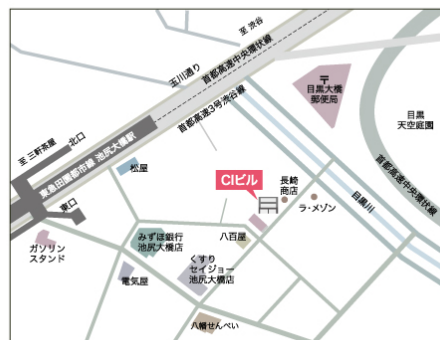 至 渋谷
玉川通り
首都高速中央環状線
目黒大橋
郵便局
目黒
天空庭園
首都高速3号渋谷線
至 三軒茶屋
北口
東急田園都市線 池尻大橋駅
松屋
CIビル
長崎
商店
ラ・メゾン
目黒川
首都高速中央環状線
東口
ガソリン
スタンド
みずほ銀行
池尻大橋店
八百屋
くすり
セイジョー
池尻大橋店
電気屋
八幡せんべい